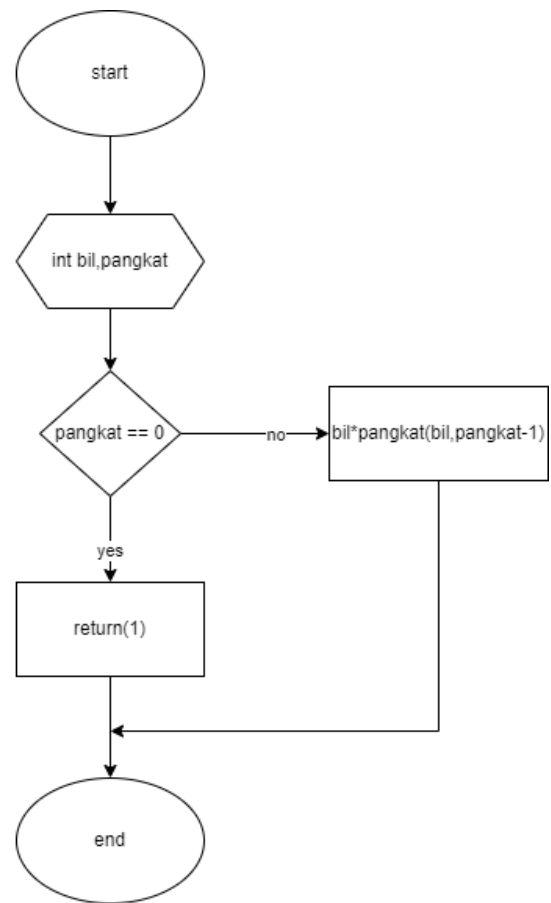 start
int bil,pangkat
pangkat == 0
no
bil*pangkat(bil,pangkat-1)
yes
return(1)
end